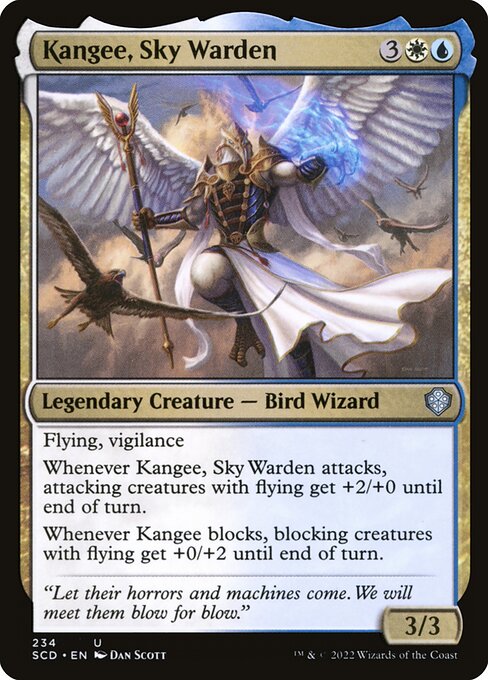 Kangee, Sky Warden 3
Legendary Creature — Bird Wizard
Flying, vigilance
Whenever Kangee, Sky Warden attacks,
attacking creatures with flying get +2/+0 until
end of turn.
Whenever Kangee blocks, blocking creatures
with flying get +0/+2 until end of turn.
“Let their horrors and machines come. We will
meet them blow for blow.”
3/3
234 U
SCD • EN Dan Scott
™ & © 2022 Wizards of the Coast